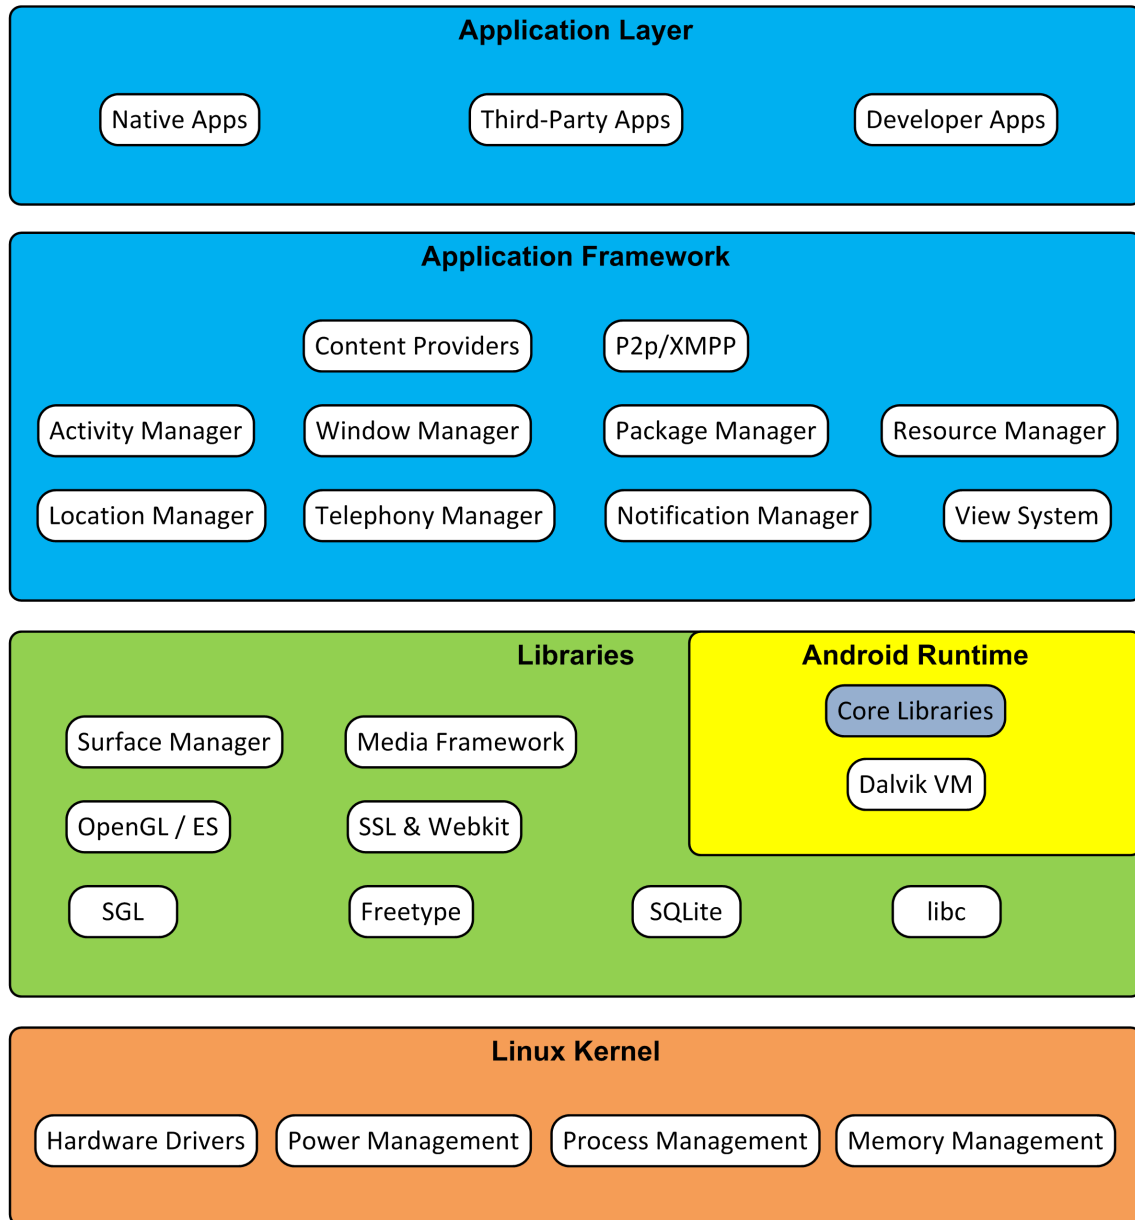 Application Layer
Native Apps
Third-Party Apps
Developer Apps
Application Framework
Content Providers
P2p/XMPP
Activity Manager
Window Manager
Package Manager
Resource Manager
Location Manager
Telephony Manager
Notification Manager
View System
Libraries
Android Runtime
Core Libraries
Surface Manager
Media Framework
Dalvik VM
OpenGL / ES
SSL & Webkit
SGL
Freetype
SQLite
libc
Linux Kernel
Hardware Drivers
Power Management
Process Management
Memory Management